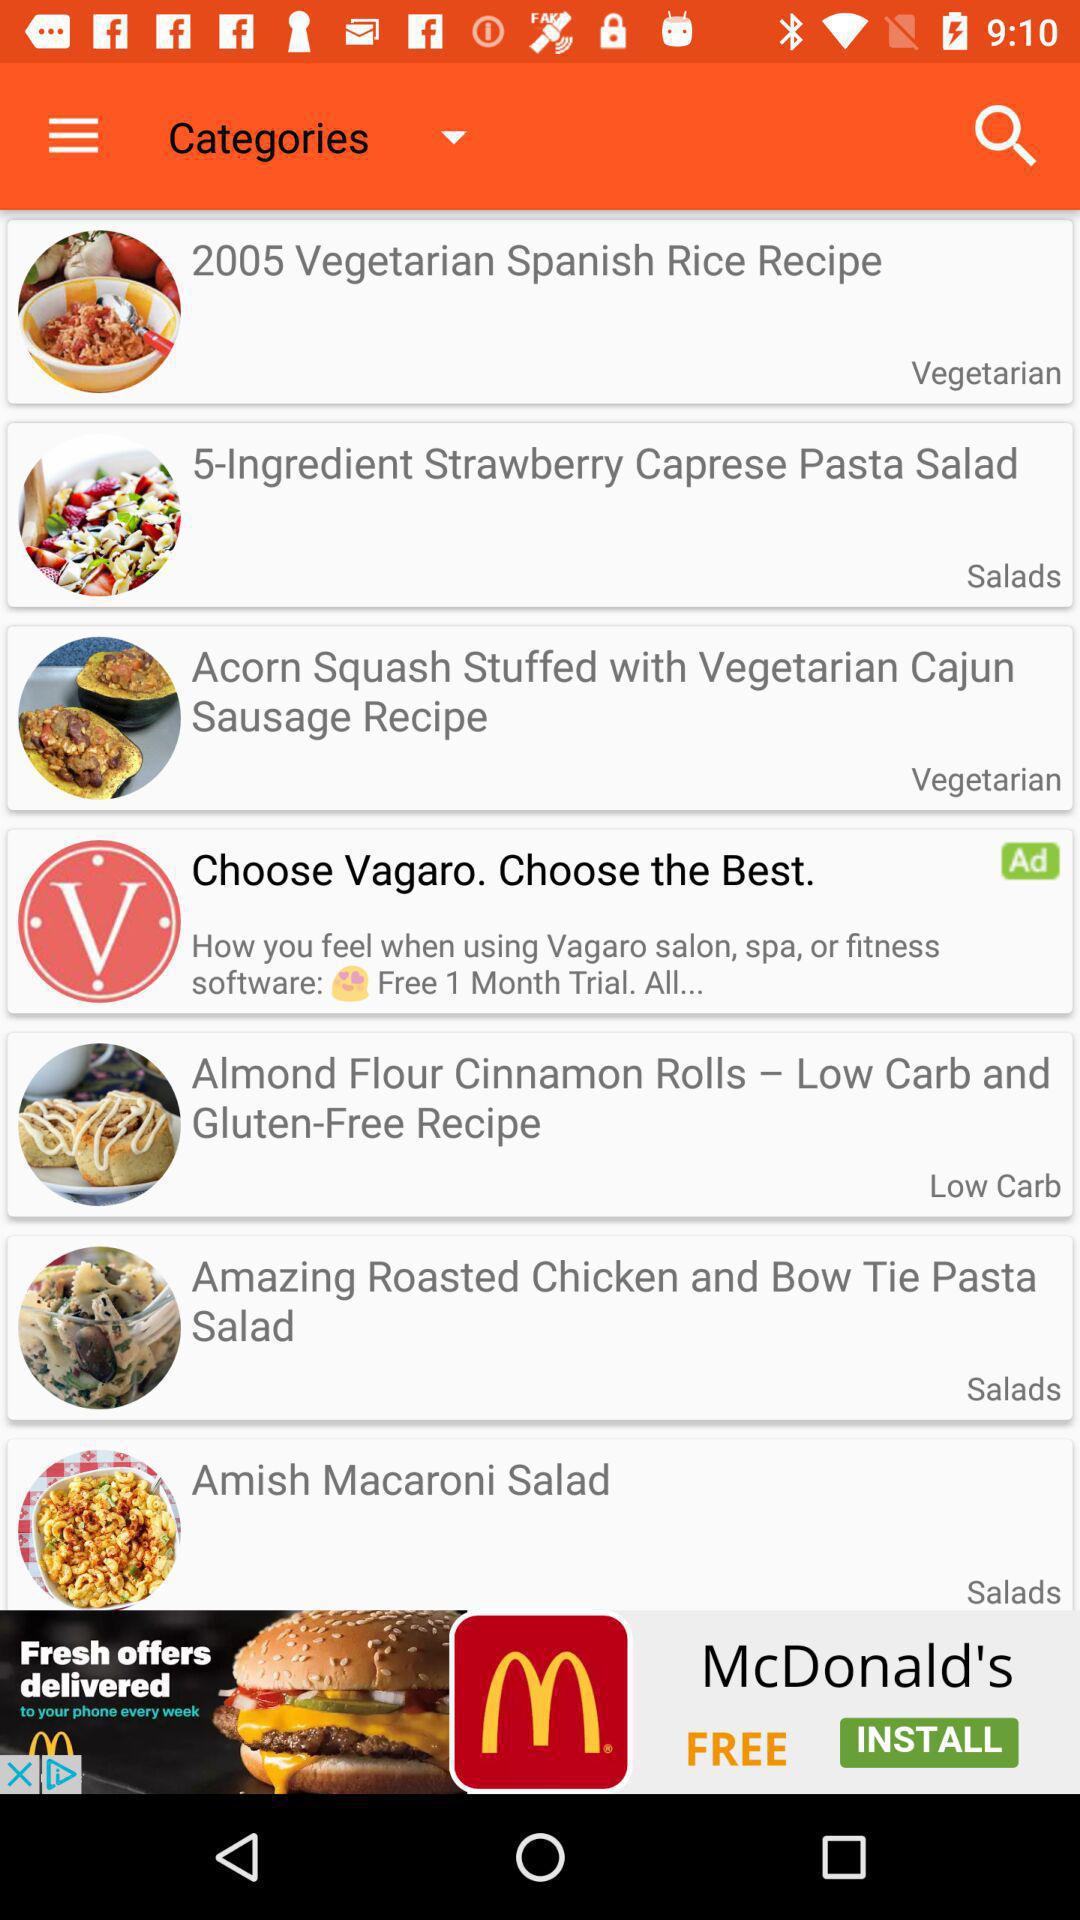 FAKE
9:10
Categories
2005 Vegetarian Spanish Rice Recipe
Vegetarian
5-Ingredient Strawberry Caprese Pasta Salad
Salads
Acorn Squash Stuffed with Vegetarian Cajun
Sausage Recipe
Vegetarian
V
Choose Vagaro. Choose the Best.
Ad
How you feel when using Vagaro salon, spa, or fitness
software: 😍 Free 1 Month Trial. All...
Almond Flour Cinnamon Rolls – Low Carb and
Gluten-Free Recipe
Low Carb
Amazing Roasted Chicken and Bow Tie Pasta
Salad
Salads
Amish Macaroni Salad
Salads
Fresh offers
delivered
to your phone every week
McDonald's
FREE
INSTALL